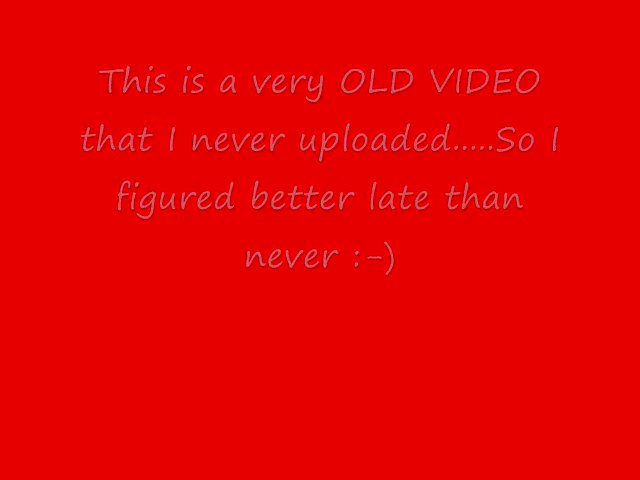 This is a very OLD VIDEO
that I never uploaded.....So I
figured better late than
never :-)